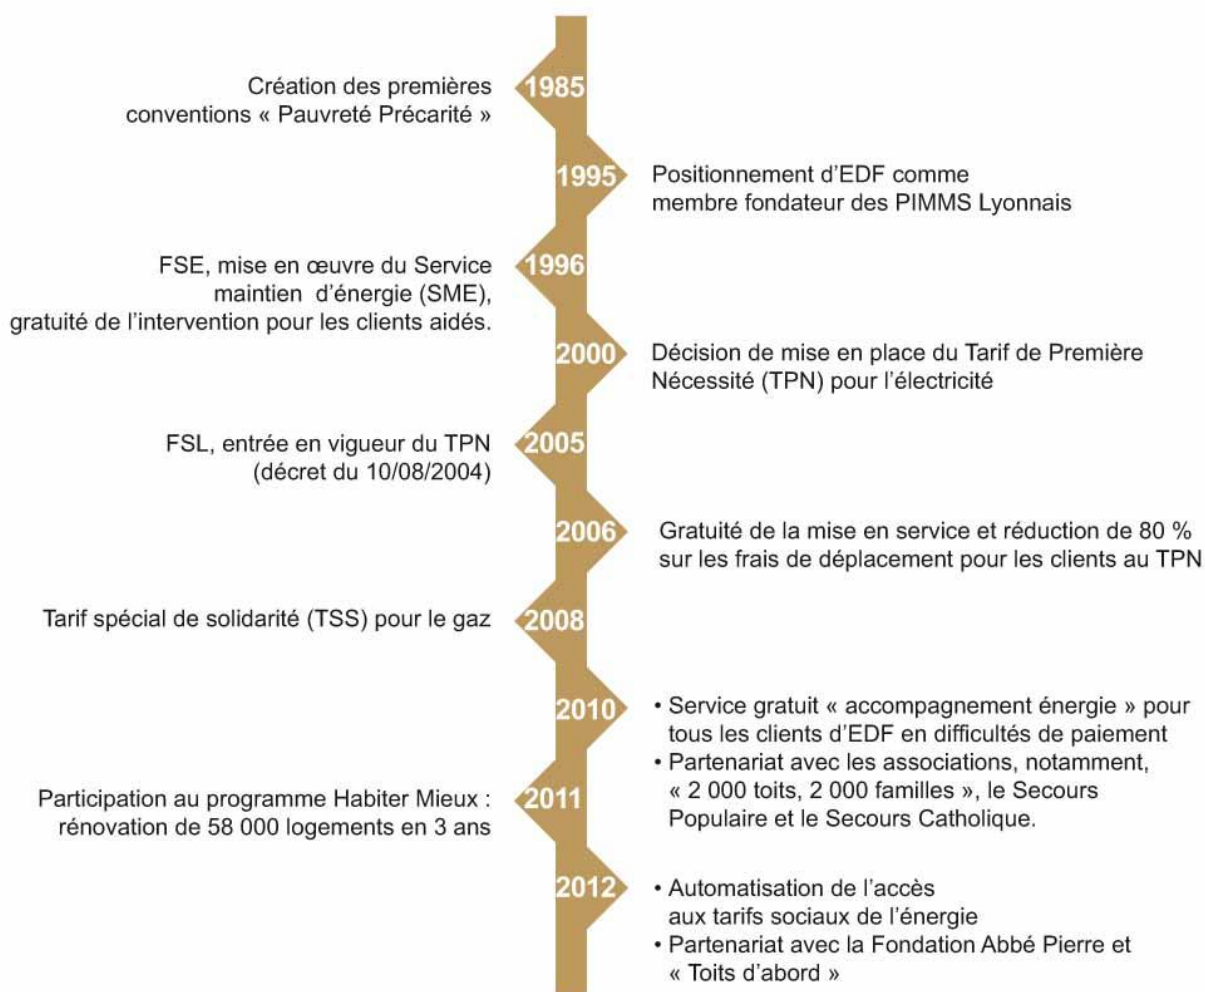 Création des premières
conventions « Pauvreté Précarité »
1985
1995
Positionnement d’EDF comme
membre fondateur des PIMMS Lyonnais
FSE, mise en œuvre du Service
maintien d’énergie (SME),
gratuité de l’intervention pour les clients aidés.
1996
2000
Décision de mise en place du Tarif de Première
Nécessité (TPN) pour l’électricité
FSL, entrée en vigueur du TPN
(décret du 10/08/2004)
2005
2006
Gratuité de la mise en service et réduction de 80 %
sur les frais de déplacement pour les clients au TPN
Tarif spécial de solidarité (TSS) pour le gaz
2008
2010
• Service gratuit « accompagnement énergie » pour
tous les clients d’EDF en difficultés de paiement
• Partenariat avec les associations, notamment,
« 2 000 toits, 2 000 familles », le Secours
Populaire et le Secours Catholique.
Participation au programme Habiter Mieux :
rénovation de 58 000 logements en 3 ans
2011
2012
• Automatisation de l’accès
aux tarifs sociaux de l’énergie
• Partenariat avec la Fondation Abbé Pierre et
« Toits d’abord »